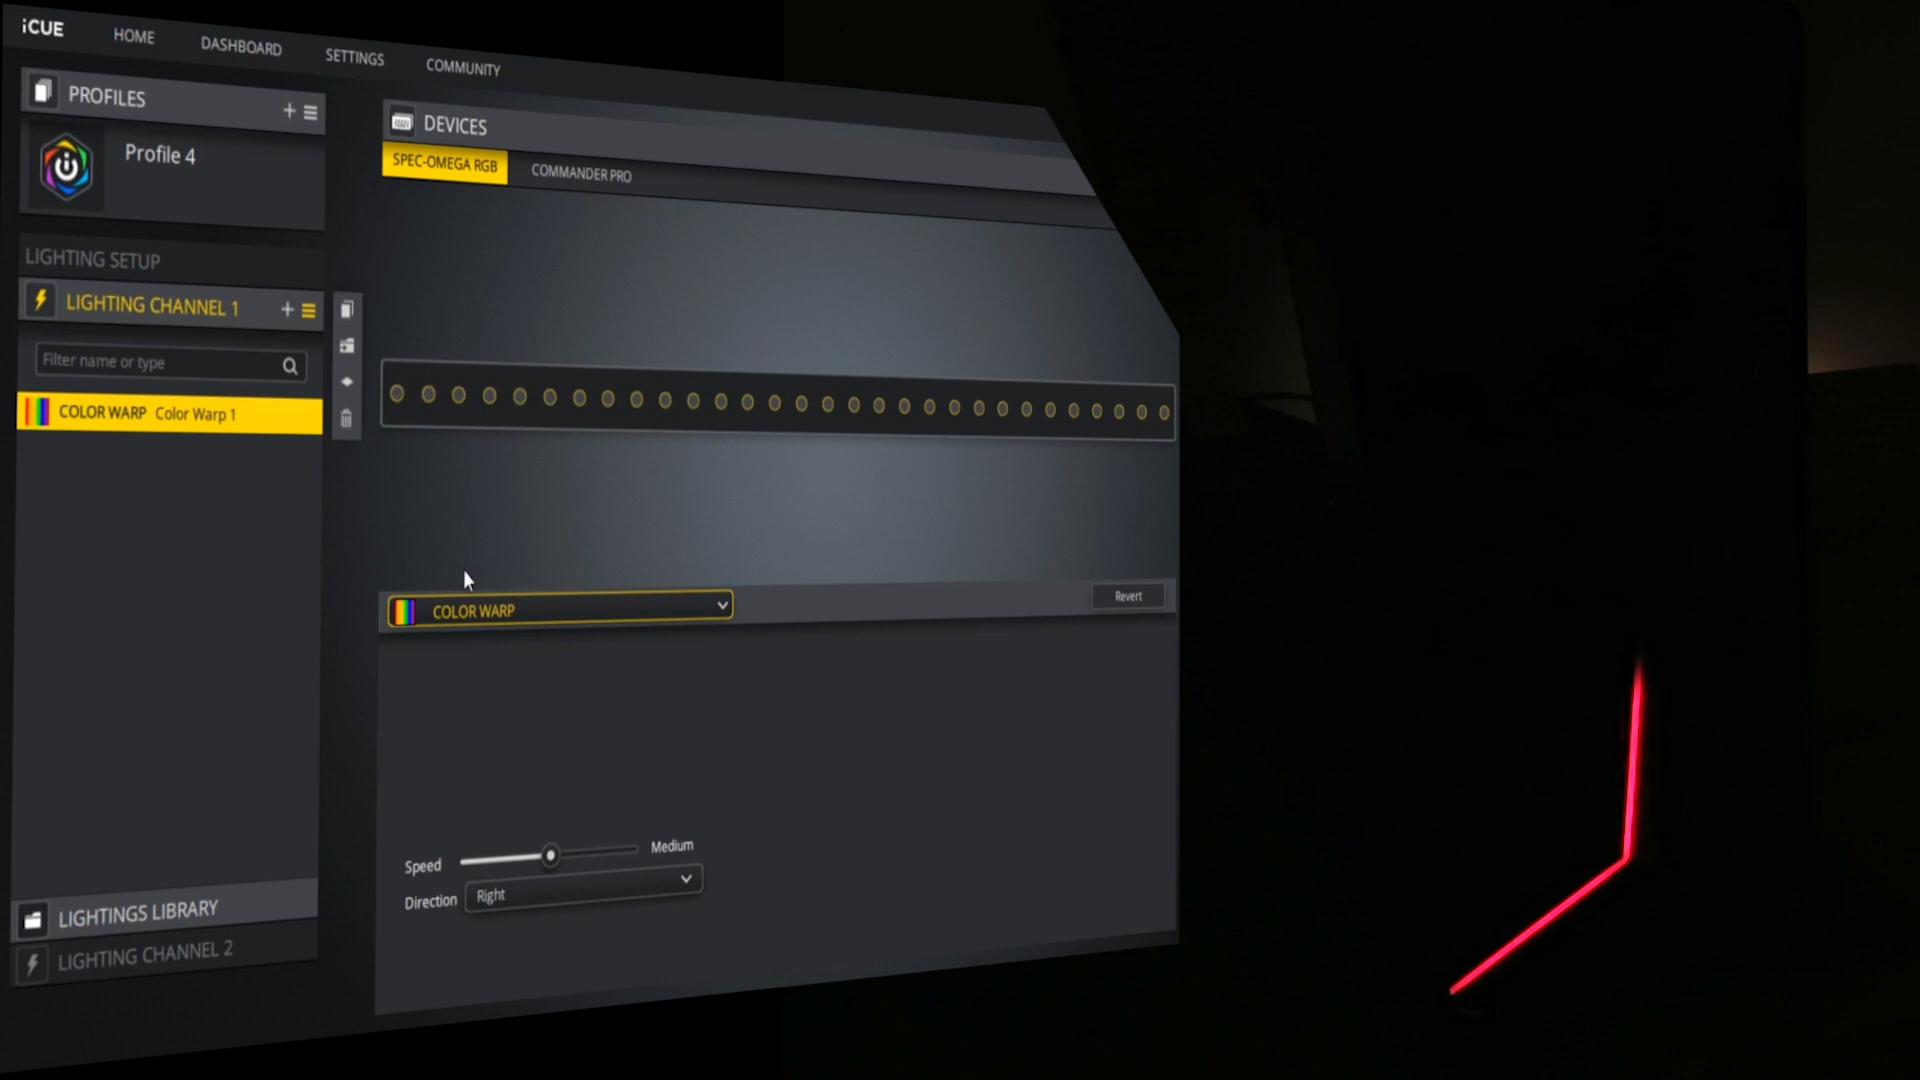 iCUE HOME DASHBOARD SETTINGS COMMUNITY
PROFILES
Profile 4
LIGHTING SETUP
LIGHTING CHANNEL 1
Filter name or type
COLOR WARP Color Warp 1
LIGHTINGS LIBRARY
LIGHTING CHANNEL 2
DEVICES
SPEC-OMEGA RGB COMMANDER PRO
COLOR WARP
Revert
Speed Medium
Direction Right